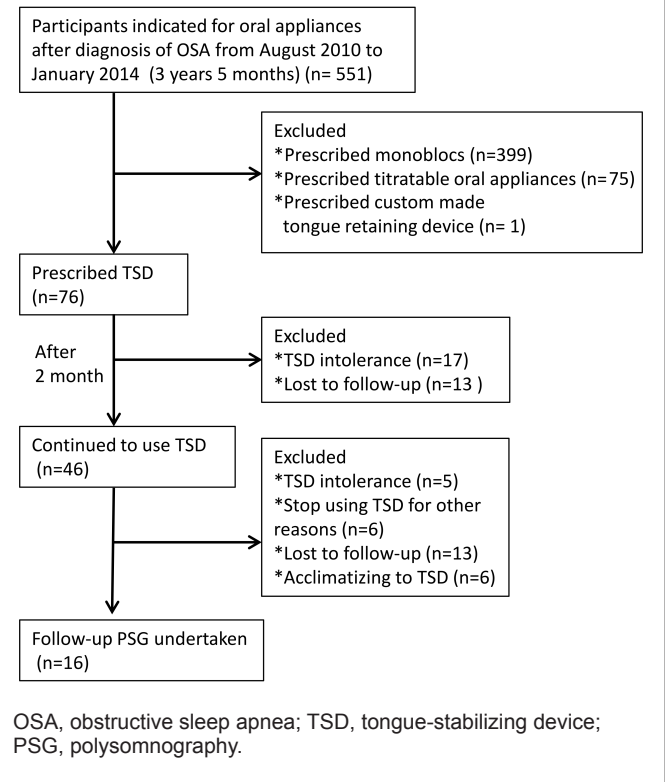 Participants indicated for oral appliances
after diagnosis of OSA from August 2010 to
January 2014 (3 years 5 months) (n= 551)
Excluded
*Prescribed monoblocs (n=399)
*Prescribed titratable oral appliances (n=75)
*Prescribed custom made
tongue retaining device (n= 1)
Prescribed TSD
(n=76)
After
2 month
Excluded
*TSD intolerance (n=17)
*Lost to follow-up (n=13 )
Continued to use TSD
(n=46)
Excluded
*TSD intolerance (n=5)
*Stop using TSD for other
reasons (n=6)
*Lost to follow-up (n=13)
*Acclimatizing to TSD (n=6)
Follow-up PSG undertaken
(n=16)
OSA, obstructive sleep apnea; TSD, tongue-stabilizing device;
PSG, polysomnography.